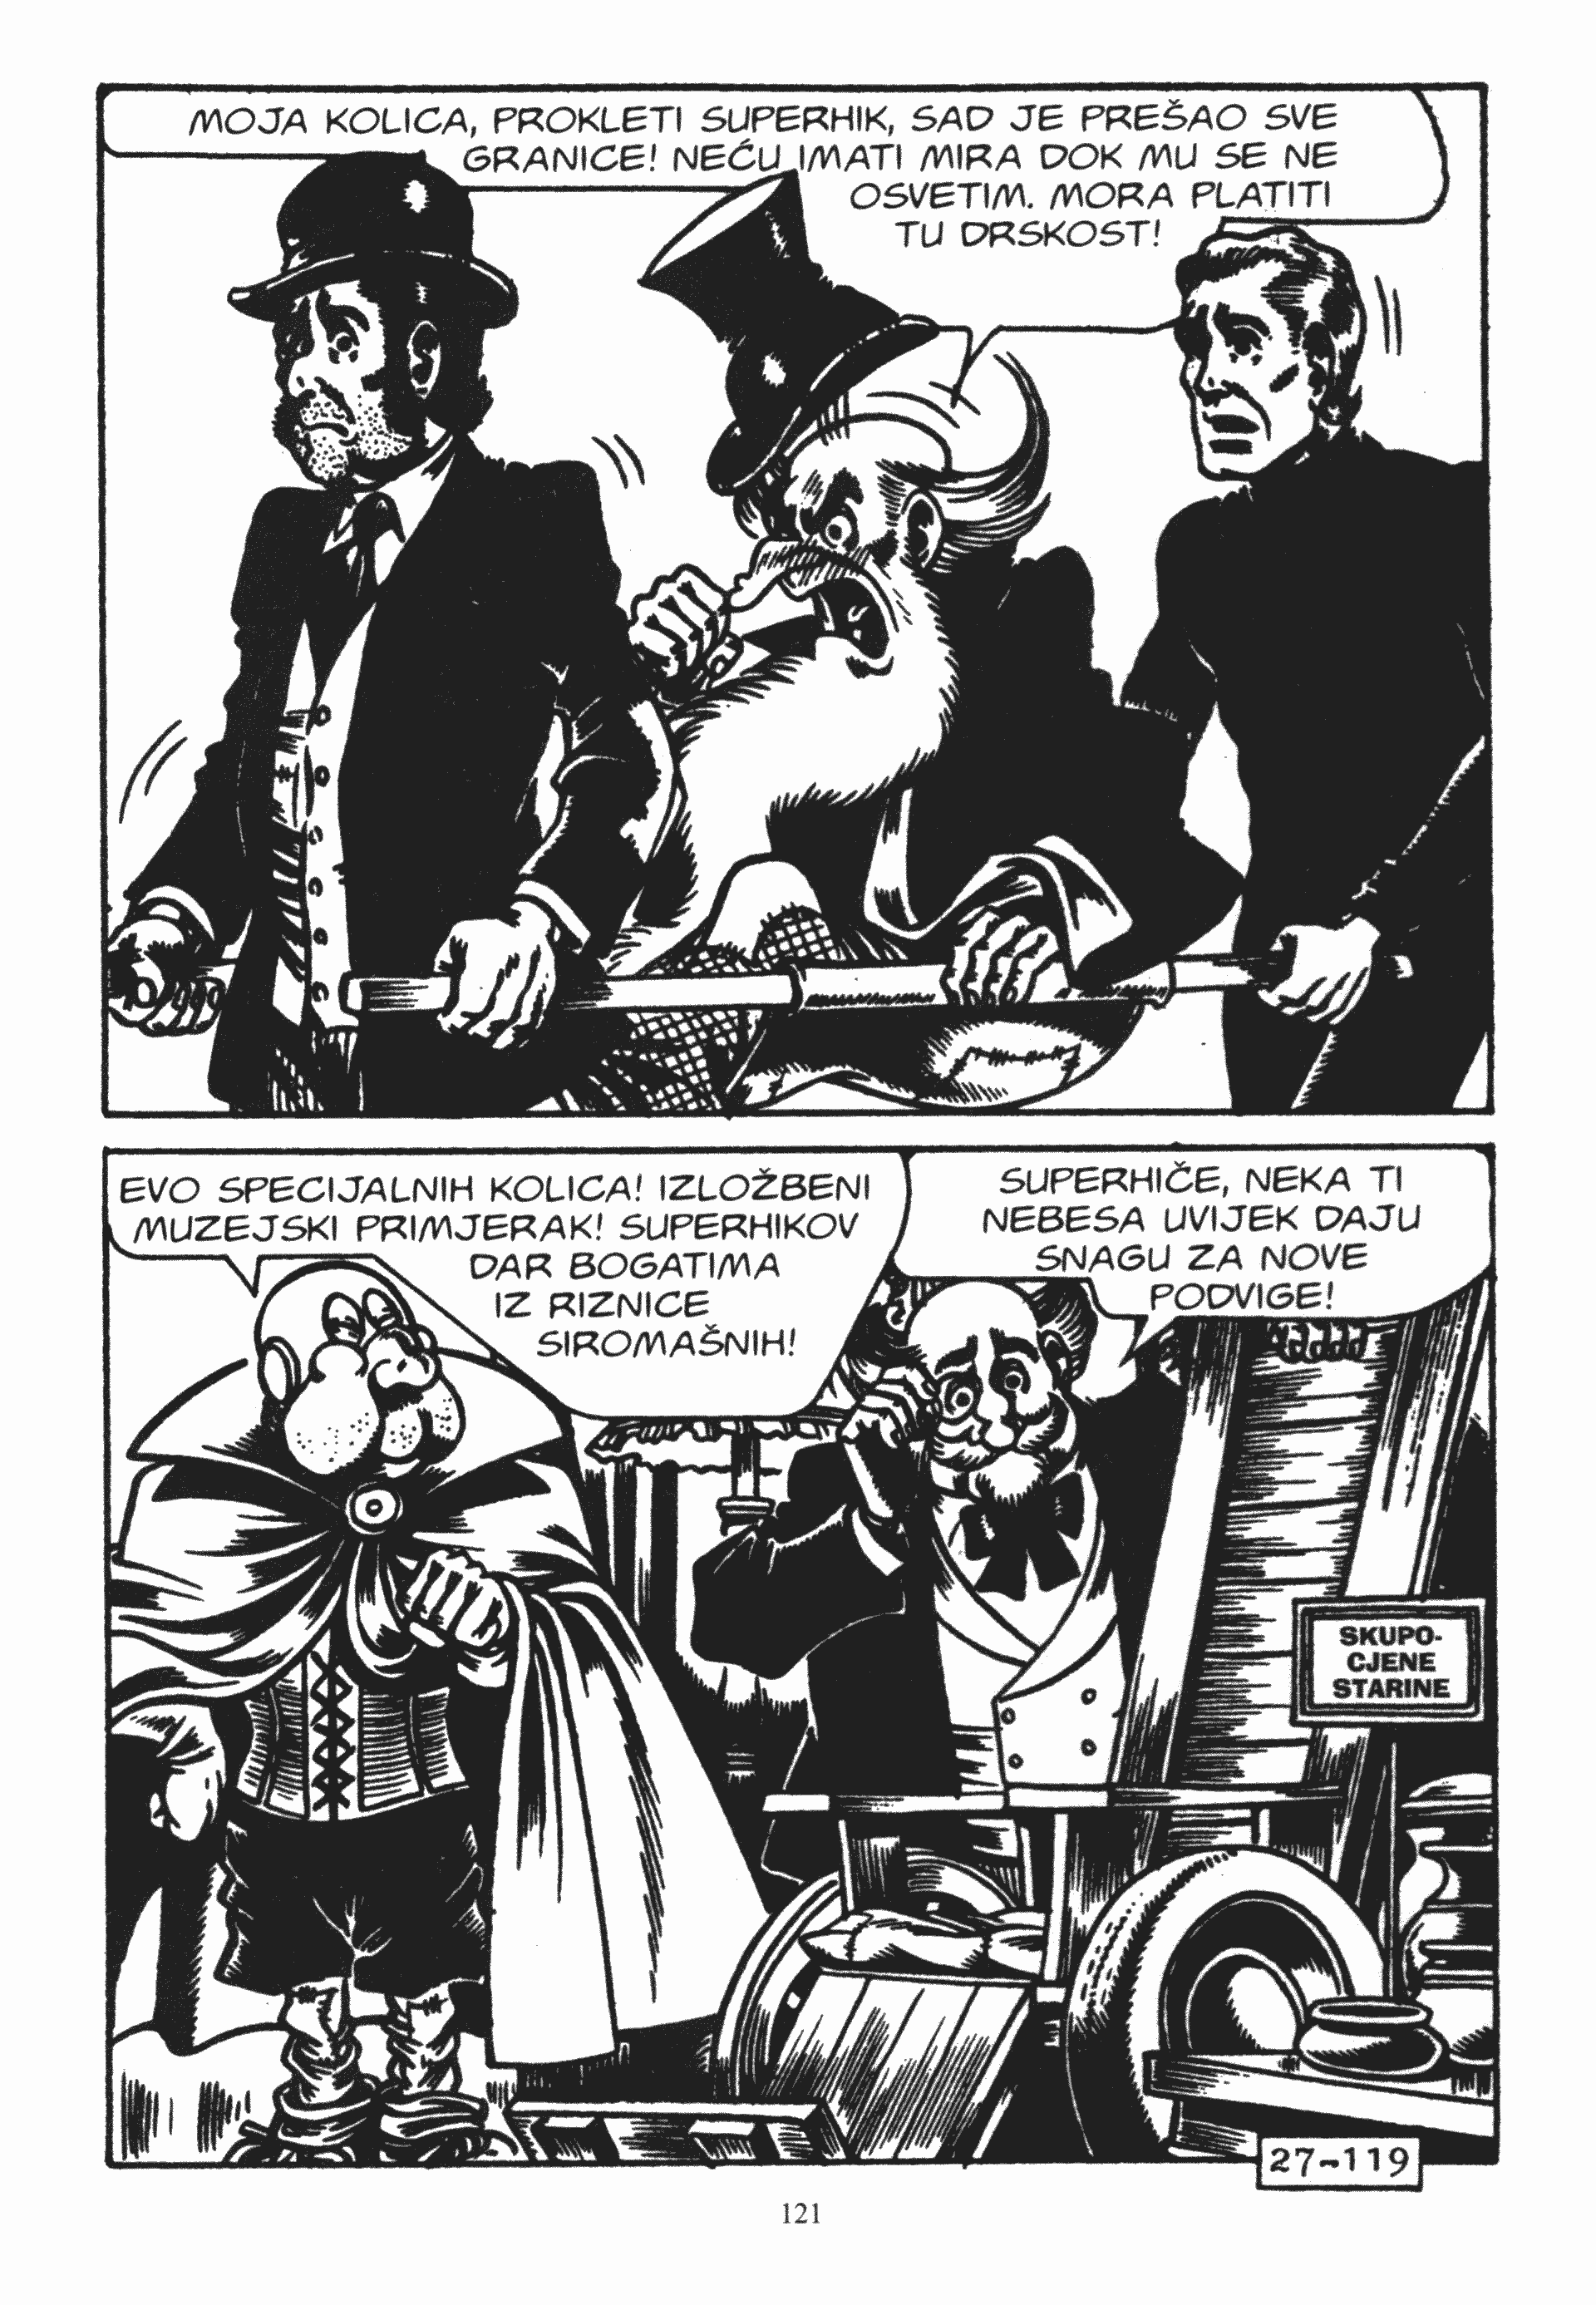 MOJA KOLICA, PROKLETI SUPERHIK, SAD JE PREŠAO SVE
GRANICE! NEĆU IMATI MIRA DOK MU SE NE
OSVETIM. MORA PLATITI
TU DRSKOST!
EVO SPECIJALNIH KOLICA! IZLOŽBENI
MUZEJSKI PRIMJERAK! SUPERHIKOV
DAR BOGATIMA
IZ RIZNICE
SIROMAŠNIH!
SUPERHIČE, NEKA TI
NEBESA UVIJEK DAJU
SNAGU ZA NOVE
PODVIGE!
SKUPO-
CJENE
STARINE
27-119
121